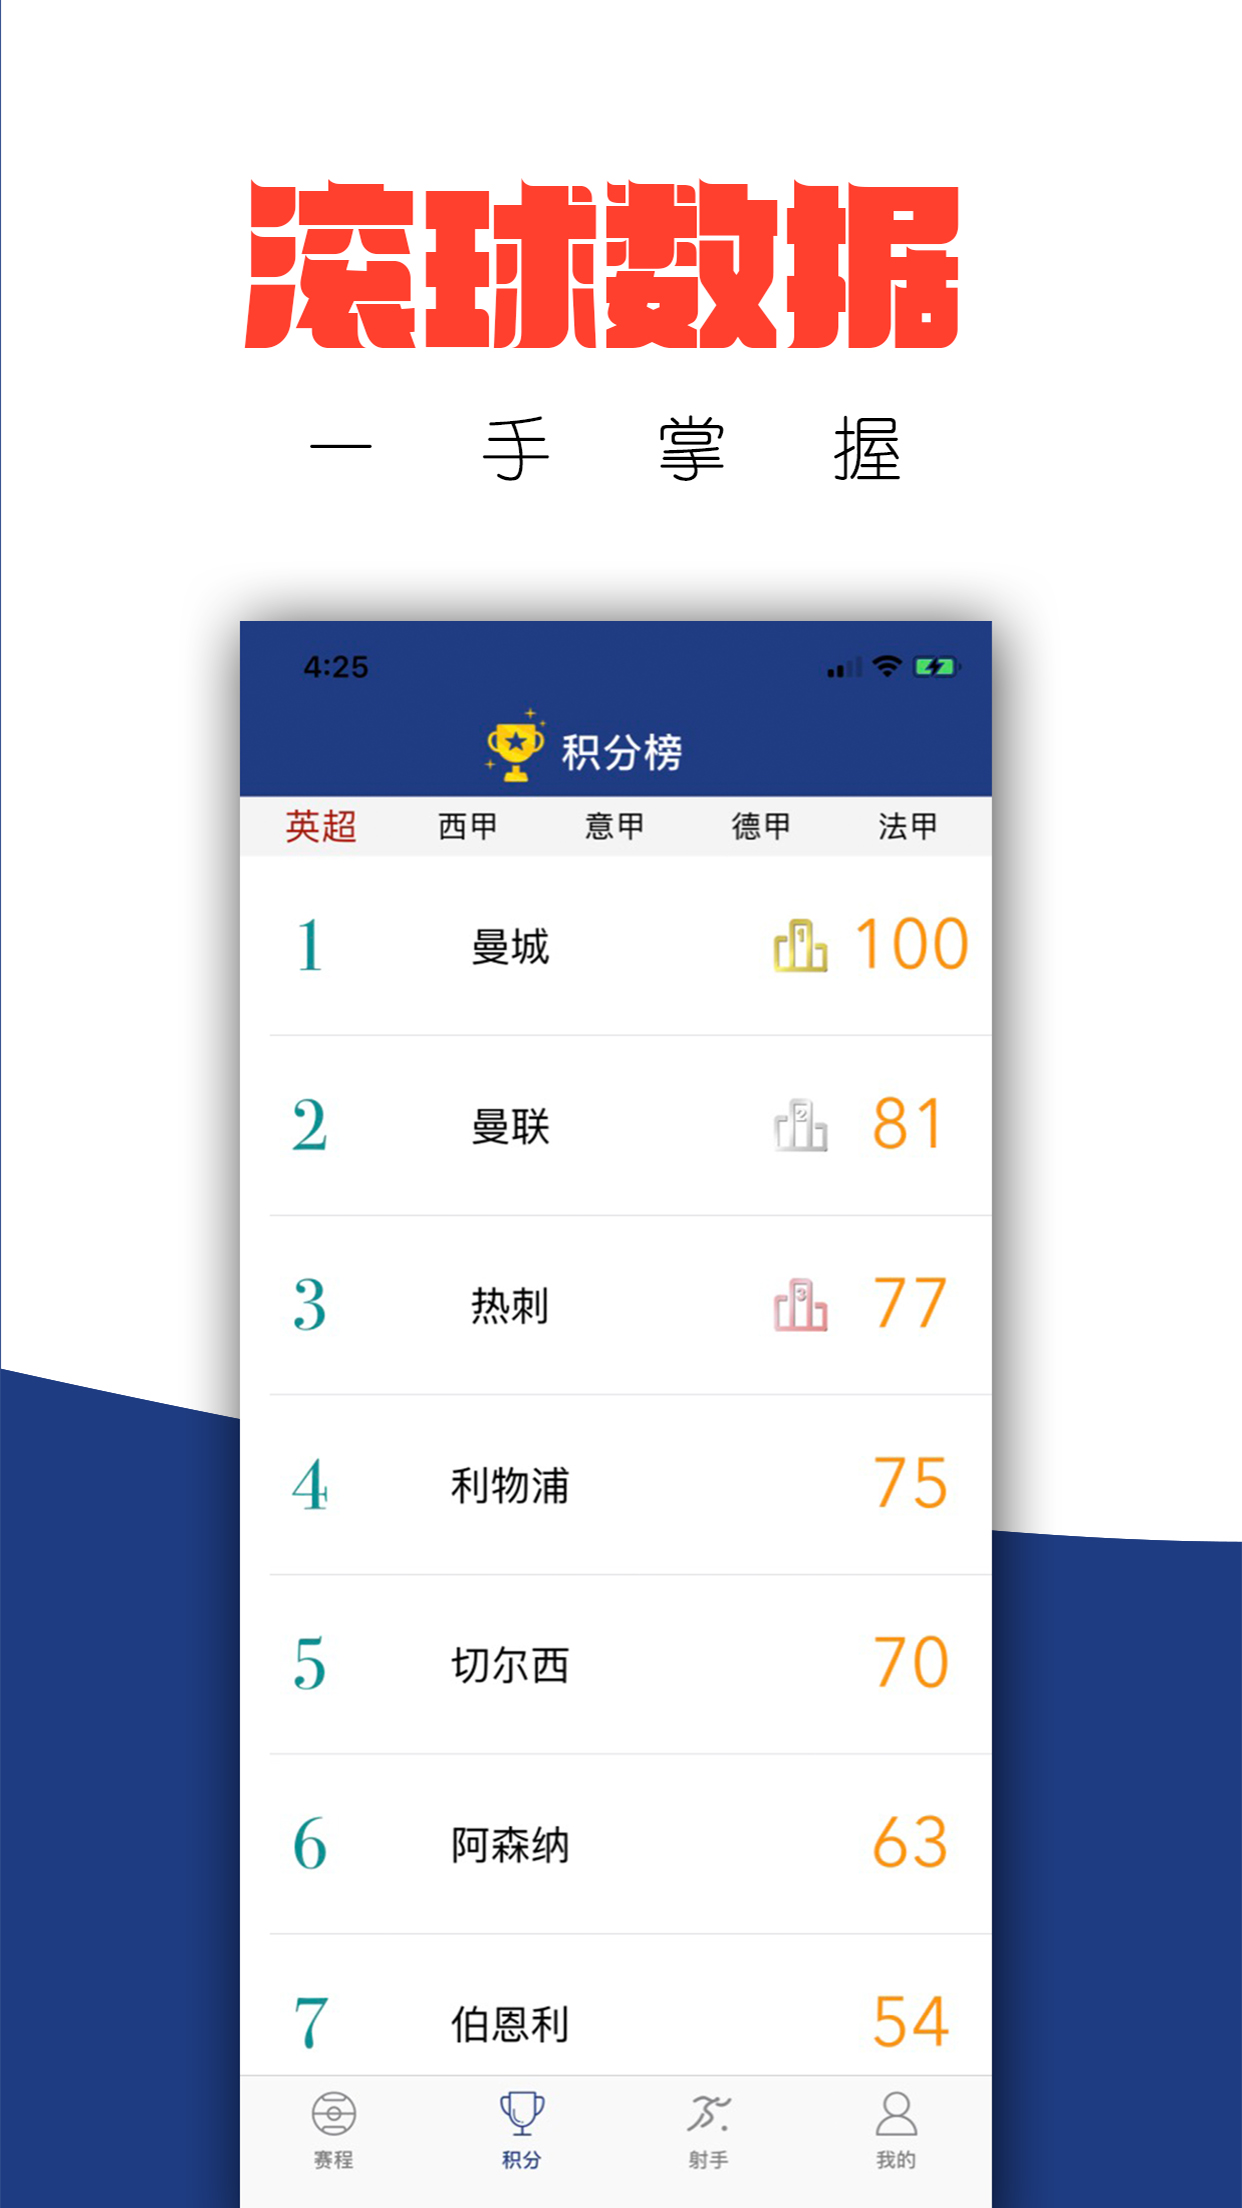 滚球数据
一手掌握
4:25
积分榜
英超 西甲 意甲 德甲 法甲
1 曼城 1 100
2 曼联 2 81
3 热刺 3 77
4 利物浦 75
5 切尔西 70
6 阿森纳 63
7 伯恩利 54
赛程 积分 射手 我的